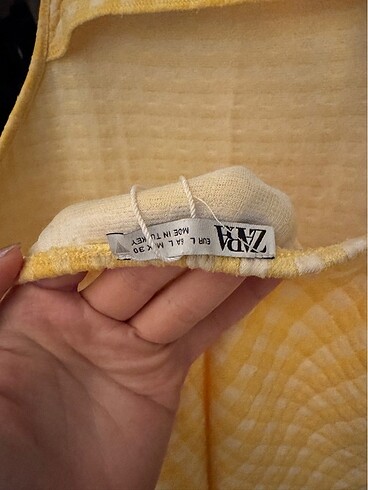 ZARA
EUR L USA L MEX 30
MADE IN TURKEY